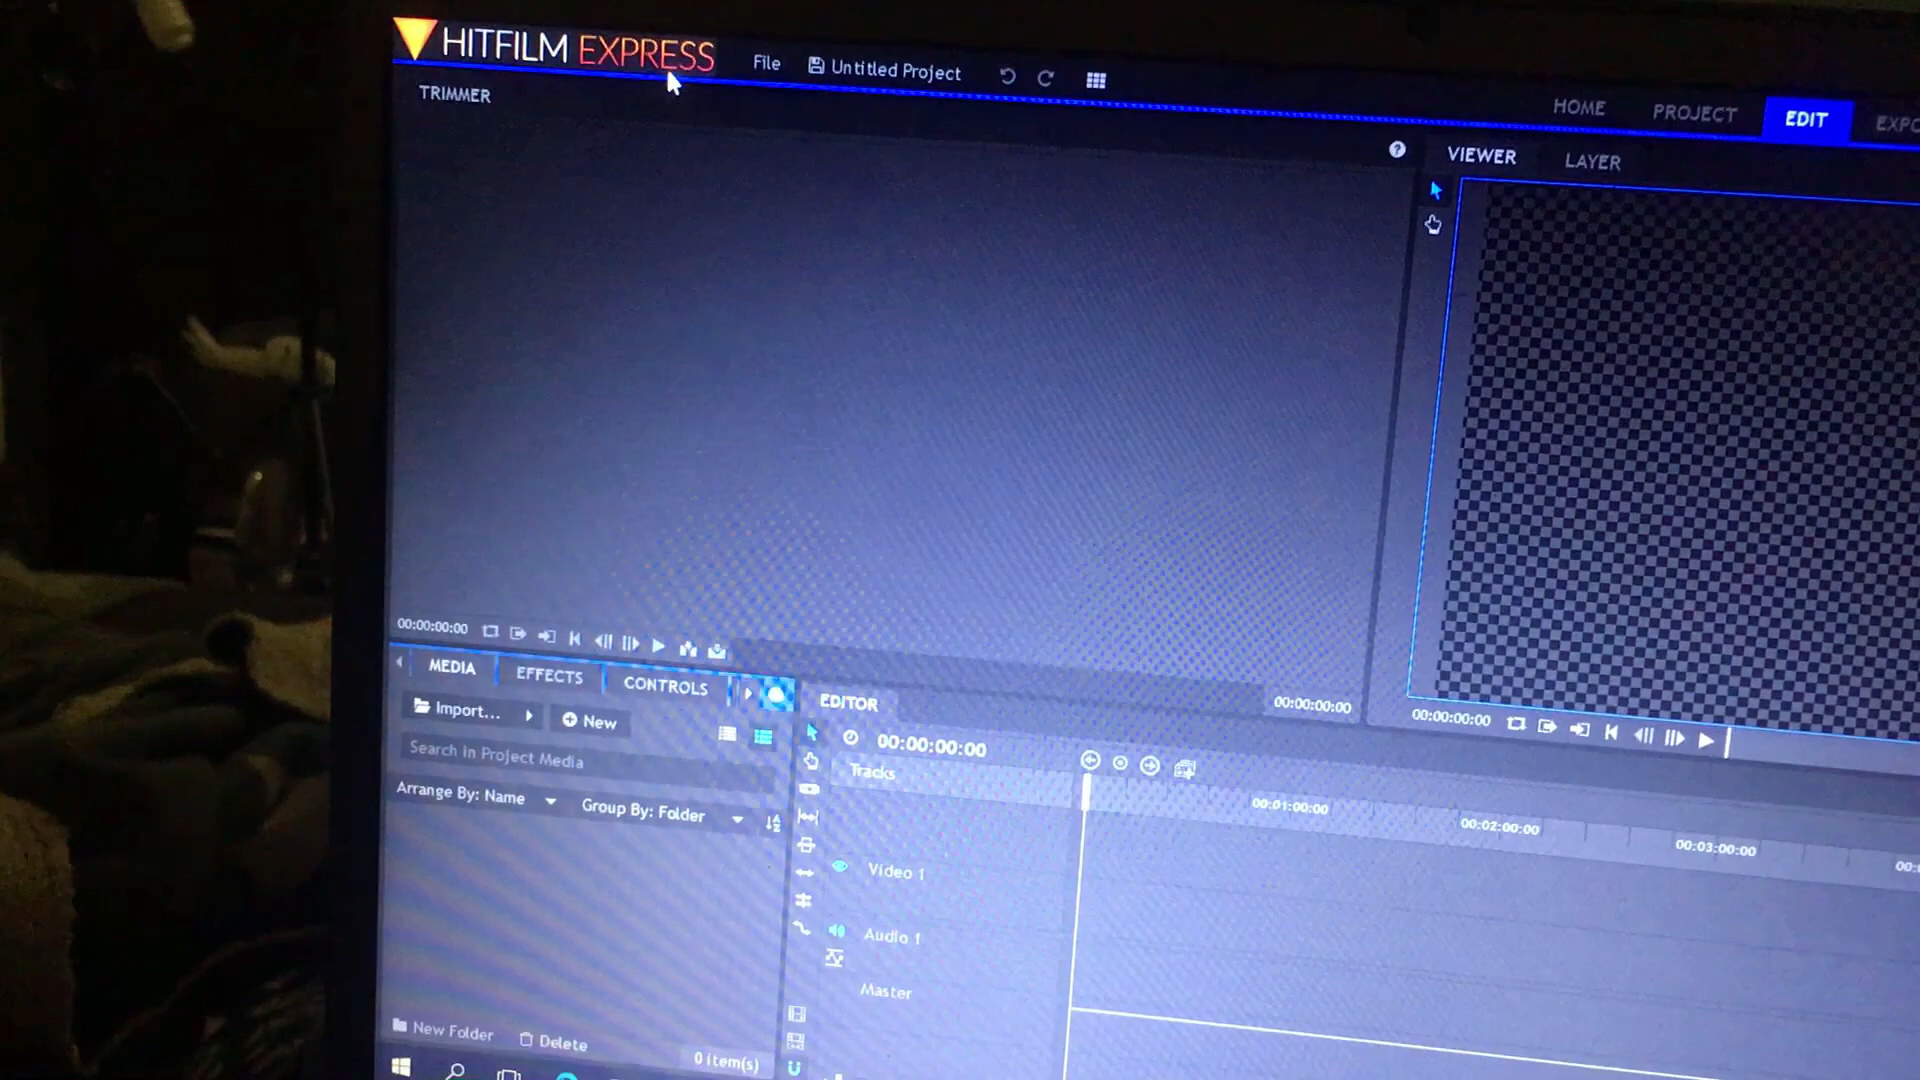 HITFILM EXPRESS
File
Untitled Project
HOME
PROJECT
EDIT
TRIMMER
VIEWER
LAYER
00:00:00:00
00:00:00:00
00:00:00:00
MEDIA
EFFECTS
CONTROLS
Import...
New
Search in Project Media
Arrange By: Name
Group By: Folder
New Folder
Delete
0 item(s)
EDITOR
00:00:00:00
Tracks
00:01:00:00
00:02:00:00
00:03:00:00
Video 1
Audio 1
Master